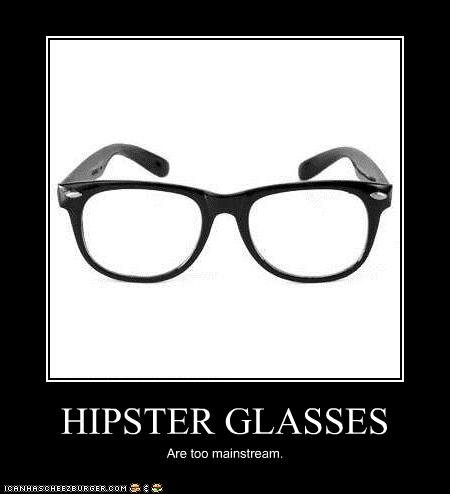 HIPSTER GLASSES
Are too mainstream.
ICANHASCHEEZBURGER.COM